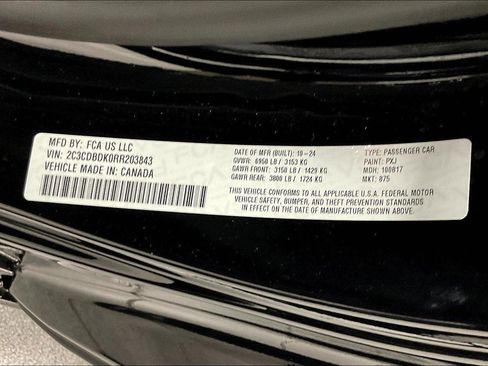 MFD BY: FCA US LLC
VIN: 2C3CDBDK0RR203843
VEHICLE MADE IN: CANADA
DATE OF MFR (BUILT): 10-24
GVWR: 6950 LB / 3153 KG
GAWR FRONT: 3150 LB / 1429 KG
GAWR REAR: 3800 LB / 1724 KG
TYPE: PASSENGER CAR
PAINT: PXJ
MDH: 100817
MKT: 875
THIS VEHICLE CONFORMS TO ALL APPLICABLE U.S.A. FEDERAL MOTOR
VEHICLE SAFETY, BUMPER, AND THEFT PREVENTION STANDARDS
IN EFFECT ON THE DATE OF MANUFACTURE SHOWN ABOVE.